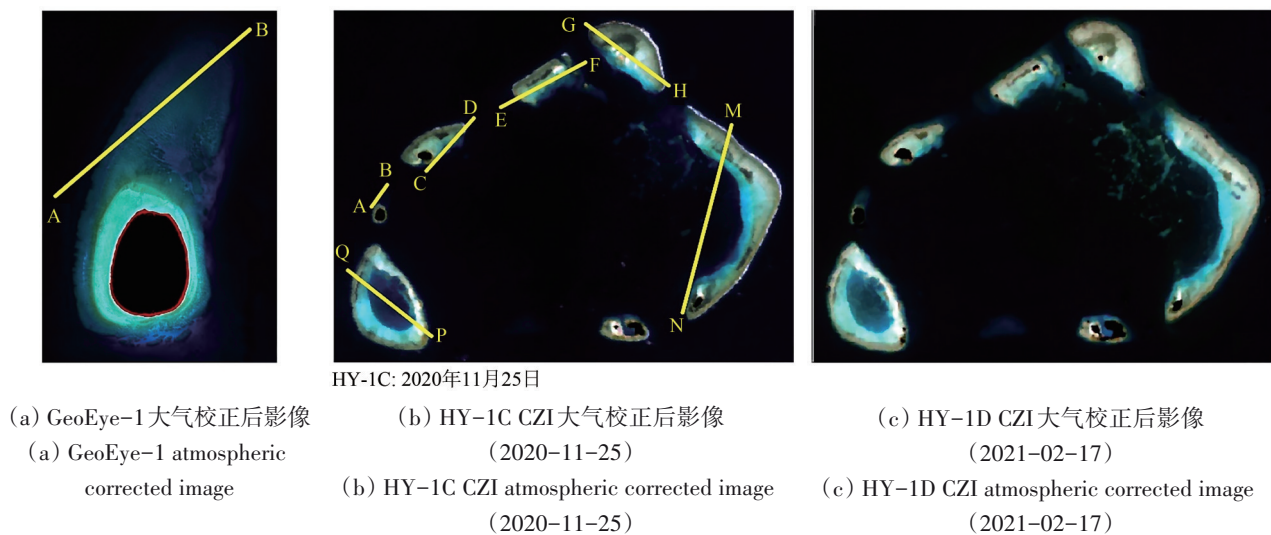 B
A
G
H
F
E
D
C
B
A
M
N
Q
P
HY-1C: 2020年11月25日
(a) GeoEye-1大气校正后影像
(a) GeoEye-1 atmospheric
corrected image
(b) HY-1C CZI大气校正后影像
(2020-11-25)
(b) HY-1C CZI atmospheric corrected image
(2020-11-25)
(c) HY-1D CZI大气校正后影像
(2021-02-17)
(c) HY-1D CZI atmospheric corrected image
(2021-02-17)